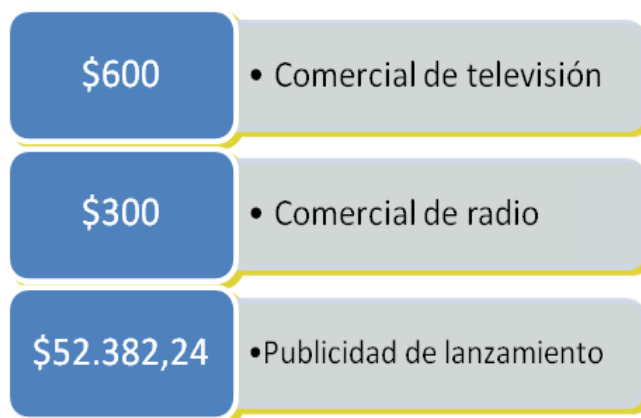 $600
• Comercial de televisión
$300
• Comercial de radio
$52.382,24
•Publicidad de lanzamiento